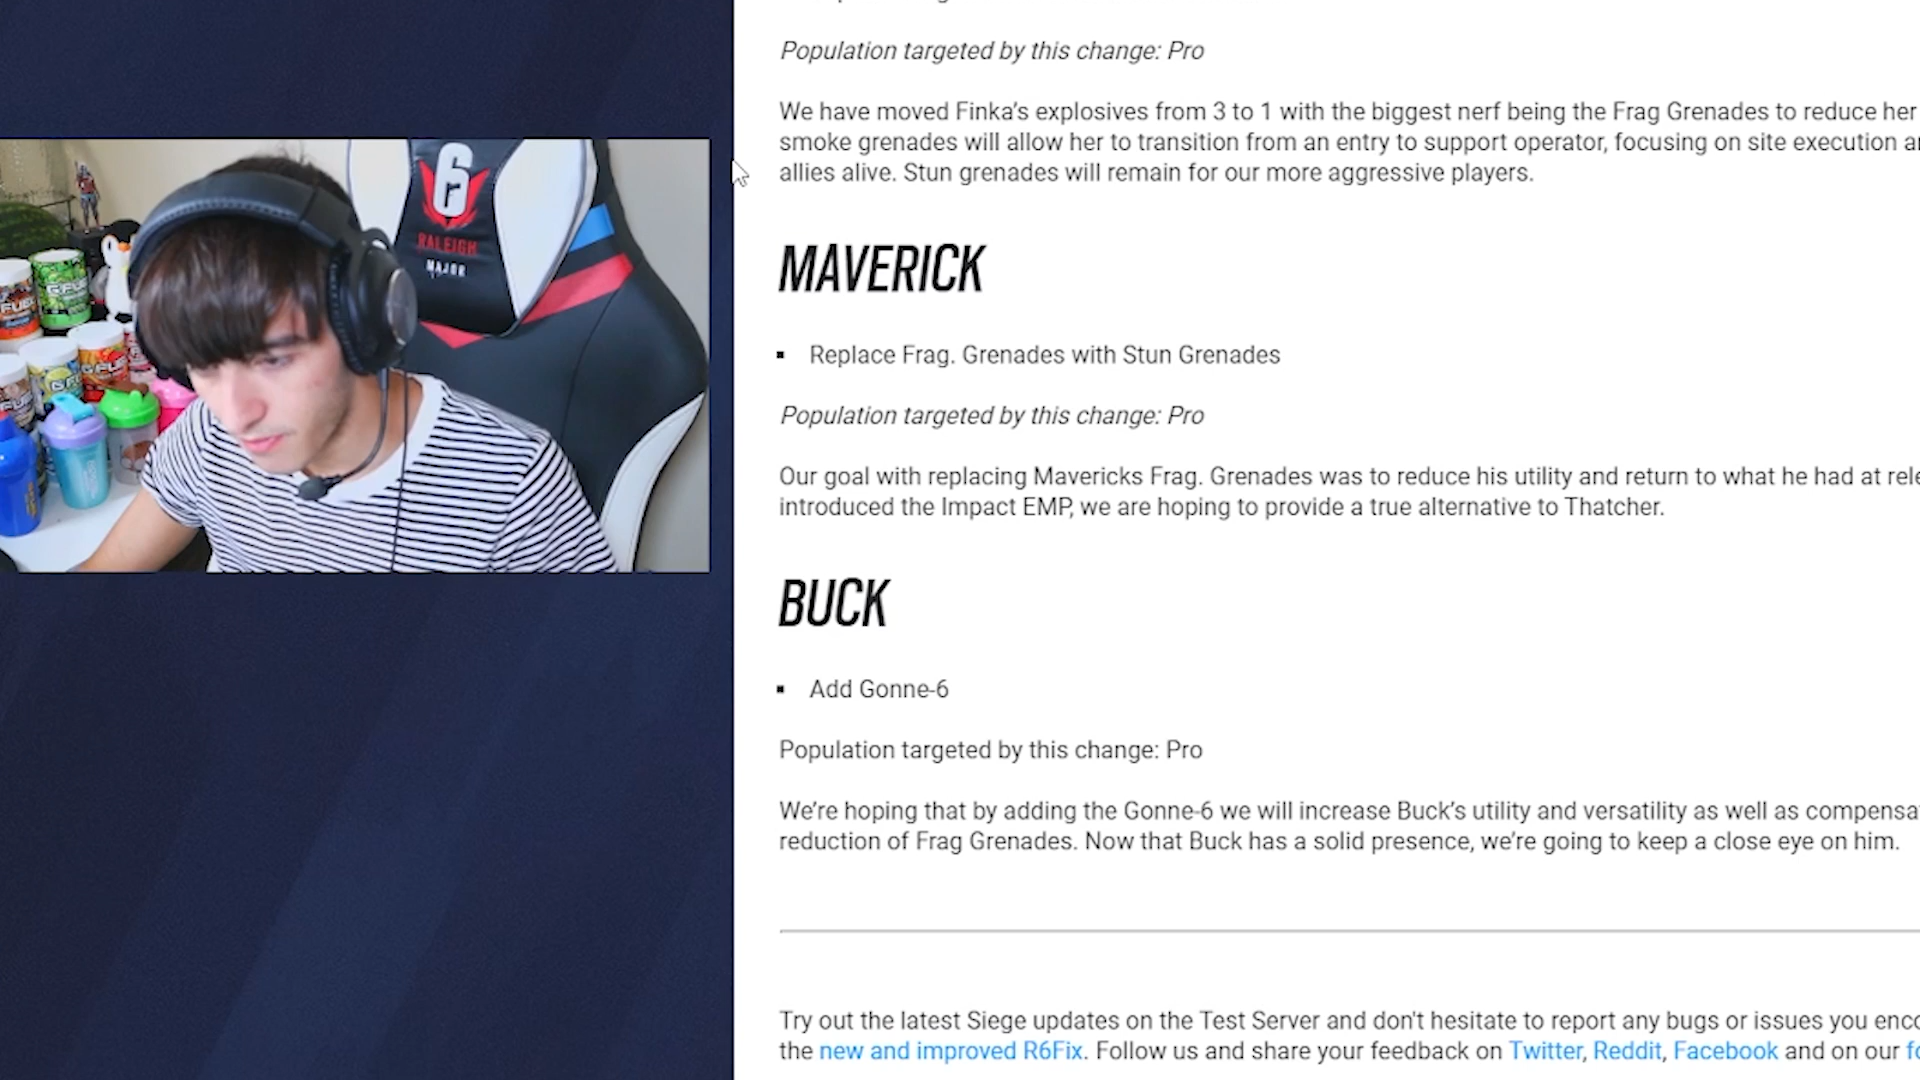 Population targeted by this change: Pro
We have moved Finka’s explosives from 3 to 1 with the biggest nerf being the Frag Grenades to reduce her
smoke grenades will allow her to transition from an entry to support operator, focusing on site execution
allies alive. Stun grenades will remain for our more aggressive players.
6
RALEIGH
MAJOR
MAVERICK
Replace Frag. Grenades with Stun Grenades
Population targeted by this change: Pro
Our goal with replacing Mavericks Frag. Grenades was to reduce his utility and return to what he had at
introduced the Impact EMP, we are hoping to provide a true alternative to Thatcher.
BUCK
Add Gonne-6
Population targeted by this change: Pro
We’re hoping that by adding the Gonne-6 we will increase Buck’s utility and versatility as well as
reduction of Frag Grenades. Now that Buck has a solid presence, we’re going to keep a close eye on him.
Try out the latest Siege updates on the Test Server and don't hesitate to report any bugs or issues you
the new and improved R6Fix. Follow us and share your feedback on Twitter, Reddit, Facebook and on our